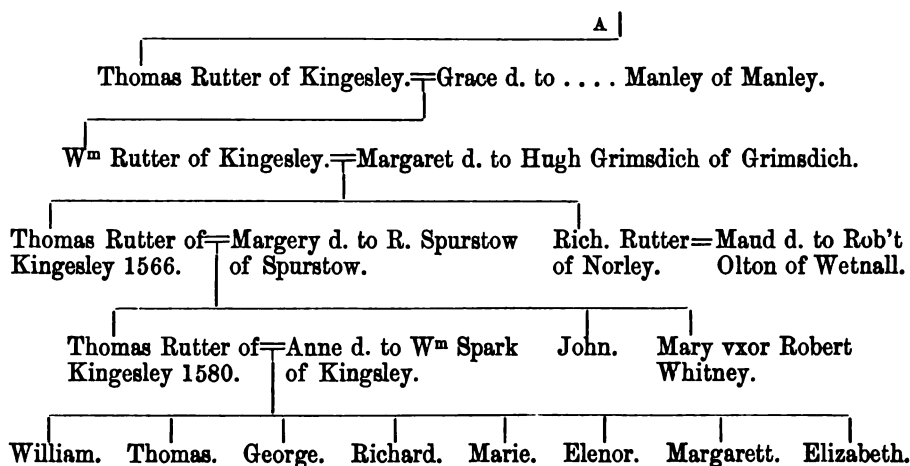 A
Thomas Rutter of Kingesley.=Grace d. to .... Manley of Manley.
Wm Rutter of Kingesley.=Margaret d. to Hugh Grimsdich of Grimsdich.
Thomas Rutter of=Margery d. to R. Spurstow Rich. Rutter=Maud d. to Rob't
Kingesley 1566. of Spurstow. of Norley. Olton of Wetnall.
Thomas Rutter of=Anne d. to Wm Spark John. Mary vxor Robert
Kingesley 1580. of Kingsley. Whitney.
William. Thomas. George. Richard. Marie. Elenor. Margarett. Elizabeth.